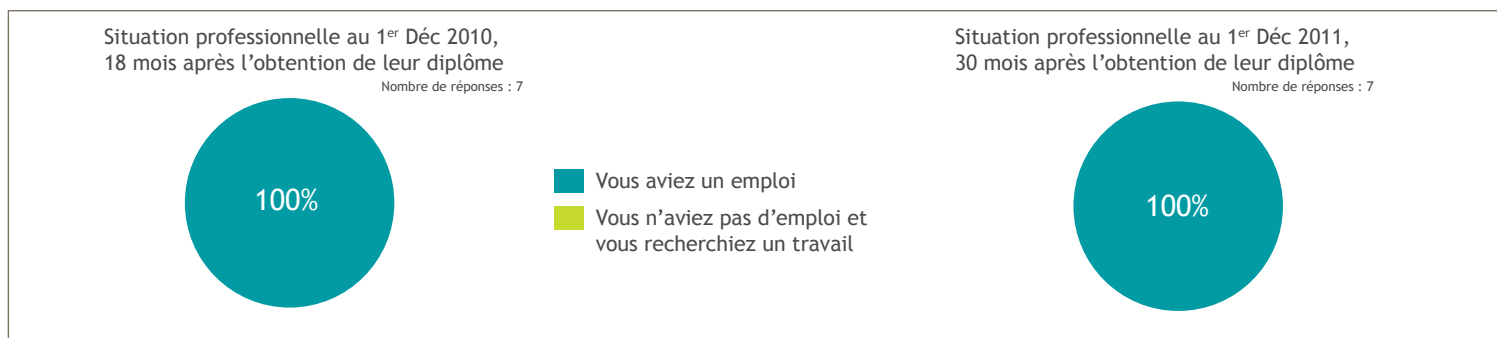 Situation professionnelle au 1er Déc 2010,
18 mois après l’obtention de leur diplôme
Nombre de réponses : 7
100%
Vous aviez un emploi
Vous n’aviez pas d’emploi et
vous recherchiez un travail
Situation professionnelle au 1er Déc 2011,
30 mois après l’obtention de leur diplôme
Nombre de réponses : 7
100%